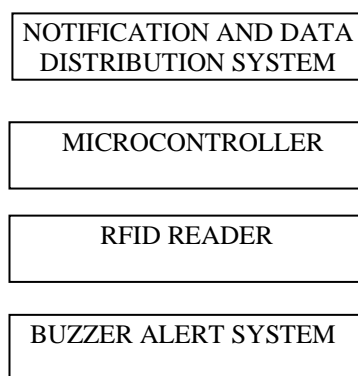 NOTIFICATION AND DATA
DISTRIBUTION SYSTEM
MICROCONTROLLER
RFID READER
BUZZER ALERT SYSTEM